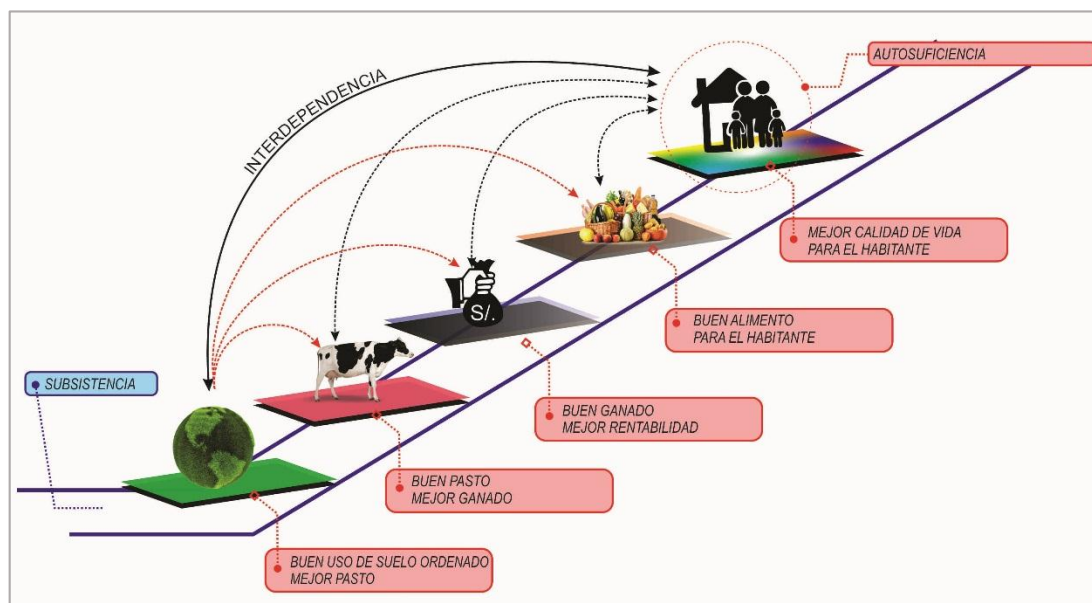 AUTOSUFICIENCIA
INTERDEPENDENCIA
MEJOR CALIDAD DE VIDA
PARA EL HABITANTE
S/.
BUEN ALIMENTO
PARA EL HABITANTE
SUBSISTENCIA
BUEN GANADO
MEJOR RENTABILIDAD
BUEN PASTO
MEJOR GANADO
BUEN USO DE SUELO ORDENADO
MEJOR PASTO